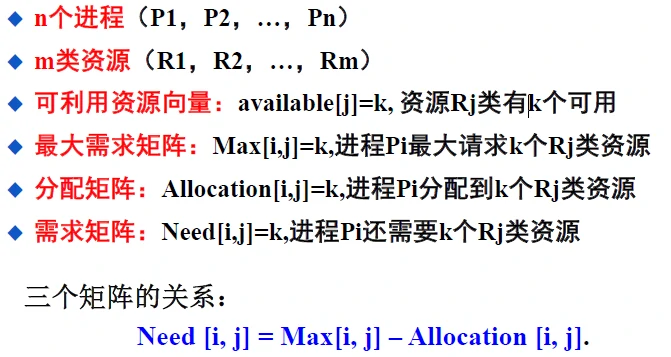 n个进程（P1，P2，…，Pn）
m类资源（R1，R2，…，Rm）
可利用资源向量：available[j]=k, 资源Rj类有k个可用
最大需求矩阵：Max[i,j]=k,进程Pi最大请求k个Rj类资源
分配矩阵：Allocation[i,j]=k,进程Pi分配到k个Rj类资源
需求矩阵：Need[i,j]=k,进程Pi还需要k个Rj类资源
三个矩阵的关系：
Need [i, j] = Max[i, j] – Allocation [i, j].